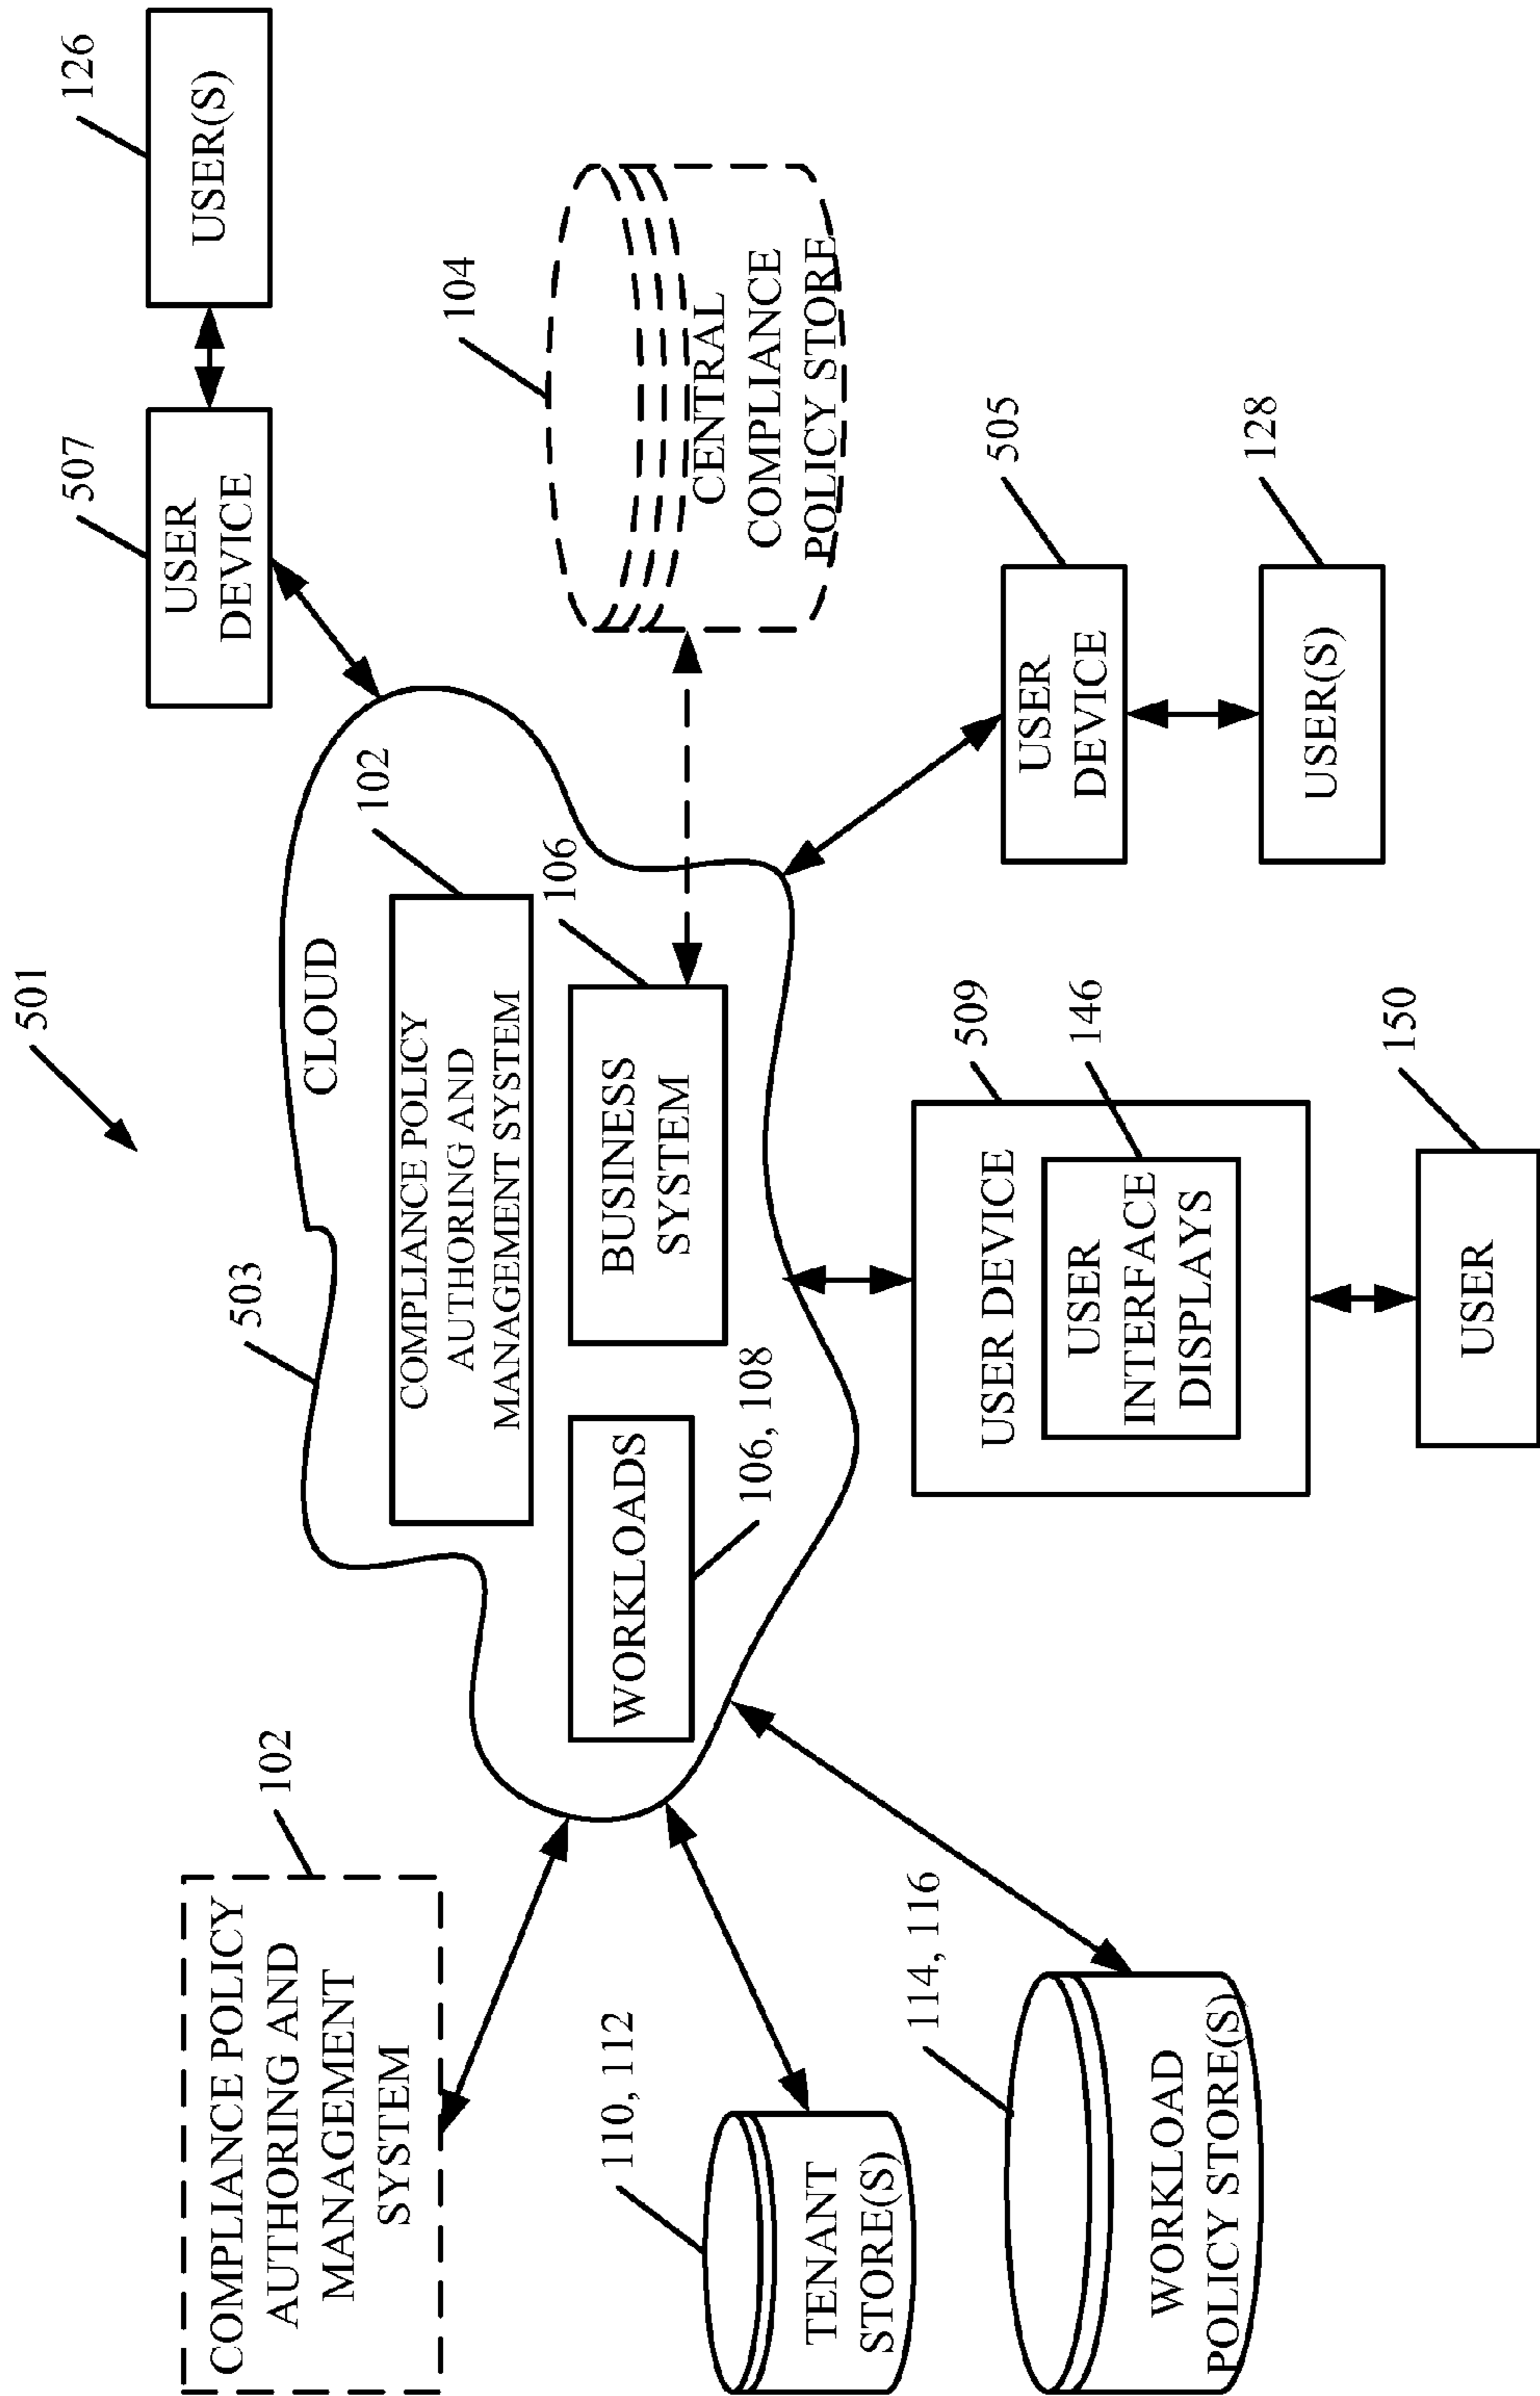 501
503
CLOUD
102
COMPLIANCE POLICY
AUTHORING AND
MANAGEMENT SYSTEM
106
BUSINESS
SYSTEM
WORKLOADS
106, 108
102
COMPLIANCE POLICY
AUTHORING AND
MANAGEMENT
SYSTEM
110, 112
TENANT
STORE(S)
114, 116
WORKLOAD
POLICY STORE(S)
507
USER
DEVICE
126
USER(S)
104
CENTRAL
COMPLIANCE
POLICY STORE
505
USER
DEVICE
128
USER(S)
509
USER DEVICE
146
USER
INTERFACE
DISPLAYS
150
USER